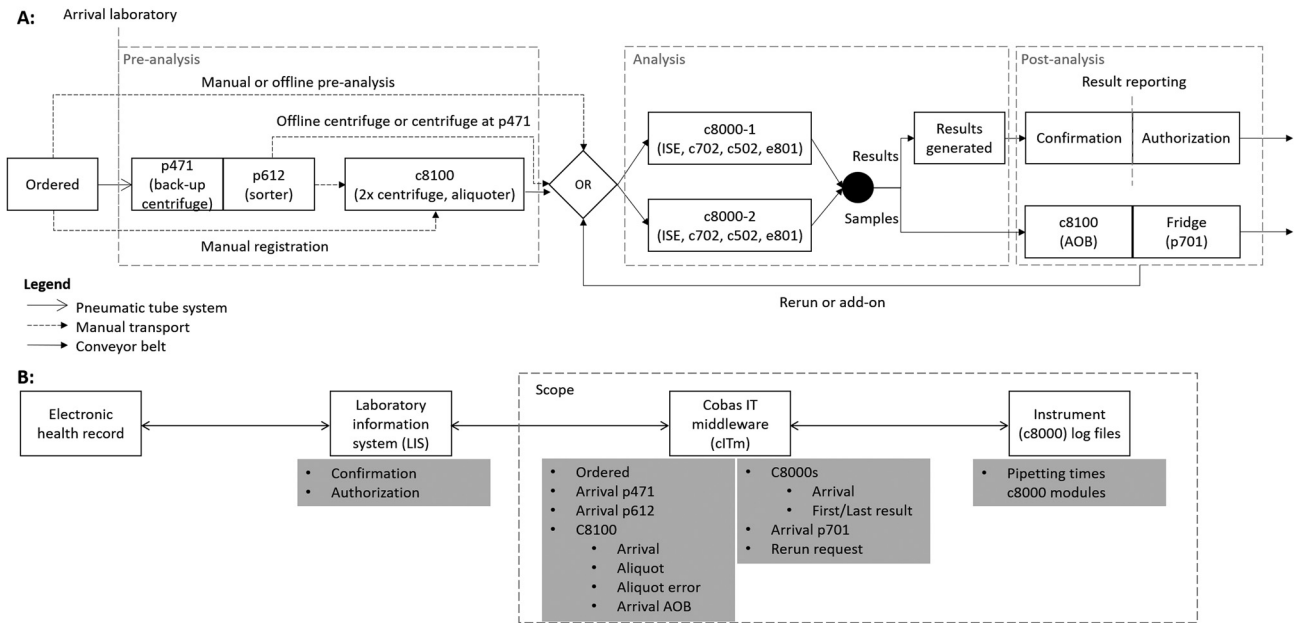 A:
Arrival laboratory
Pre-analysis
Manual or offline pre-analysis
Offline centrifuge or centrifuge at p471
Ordered
p471
(back-up
centrifuge)
p612
(sorter)
c8100
(2x centrifuge, aliquoter)
Manual registration
OR
Analysis
c8000-1
(ISE, c702, c502, e801)
c8000-2
(ISE, c702, c502, e801)
Results
Samples
Results
generated
Post-analysis
Result reporting
Confirmation
Authorization
c8100
(AOB)
Fridge
(p701)
Rerun or add-on
Legend
Pneumatic tube system
Manual transport
Conveyor belt
B:
Scope
Electronic
health record
Laboratory
information
system (LIS)
• Confirmation
• Authorization
Cobas IT
middleware
(cITm)
• Ordered
• Arrival p471
• Arrival p612
• C8100
• Arrival
• Aliquot
• Aliquot error
• Arrival AOB
• C8000s
• Arrival
• First/Last result
• Arrival p701
• Rerun request
Instrument
(c8000) log files
• Pipetting times
c8000 modules